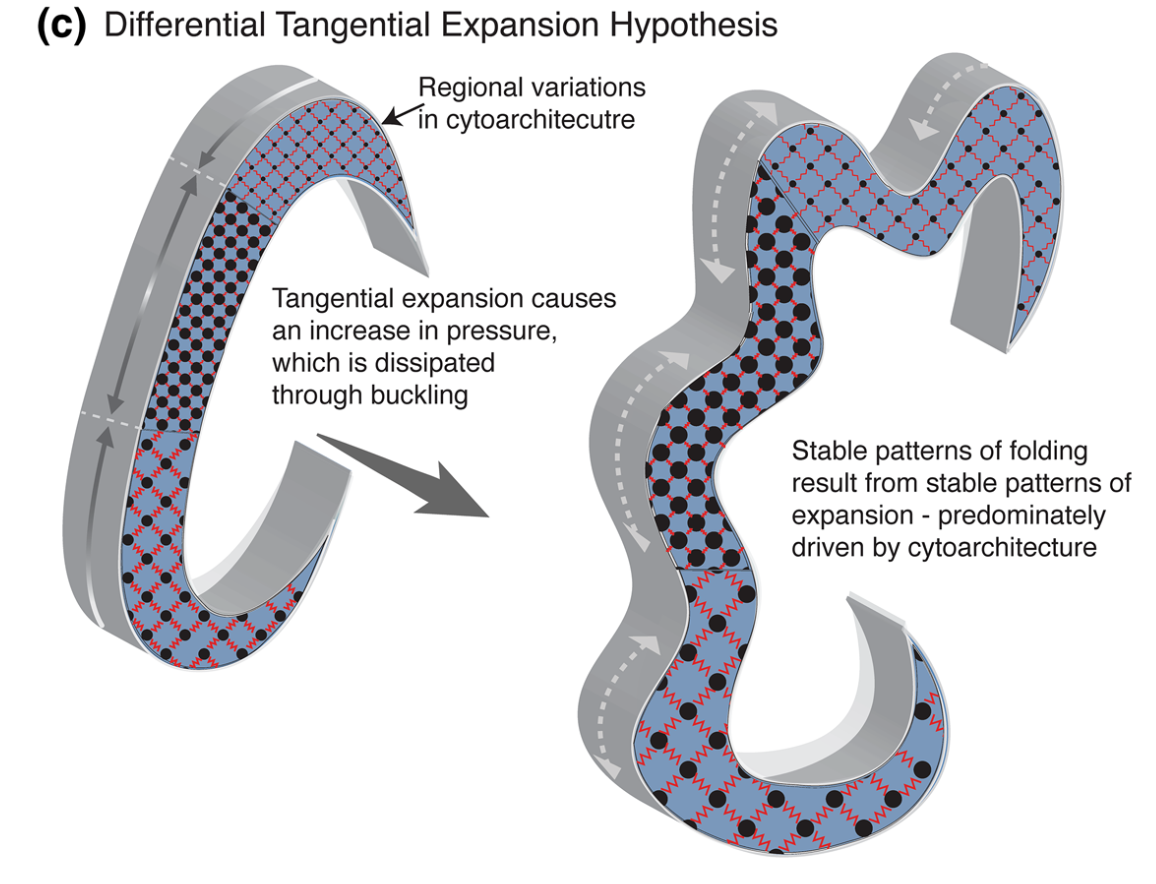 (c) Differential Tangential Expansion Hypothesis
Regional variations
in cytoarchitecutre
Tangential expansion causes
an increase in pressure,
which is dissipated
through buckling
Stable patterns of folding
result from stable patterns of
expansion - predominately
driven by cytoarchitecture